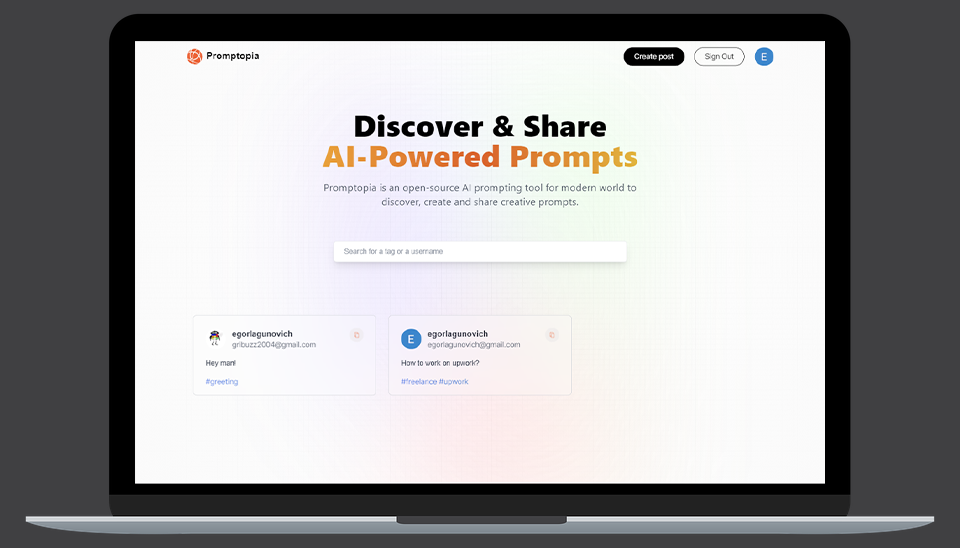 Promptopia
Create post
Sign Out
E
Discover & Share
AI-Powered Prompts
Promptopia is an open-source AI prompting tool for modern world to
discover, create and share creative prompts.
Search for a tag or a username
egorlagunovich
gribuzz2004@gmail.com
Hey man!
#greeting
E
egorlagunovich
egorlagunovich@gmail.com
How to work on upwork?
#freelance #upwork